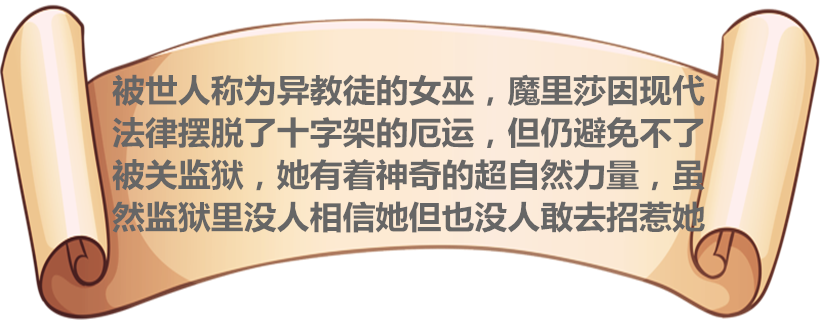 被世人称为异教徒的女巫，魔里莎因现代
法律摆脱了十字架的厄运，但仍避免不了
被关监狱，她有着神奇的超自然力量，虽
然监狱里没人相信她但也没人敢去招惹她